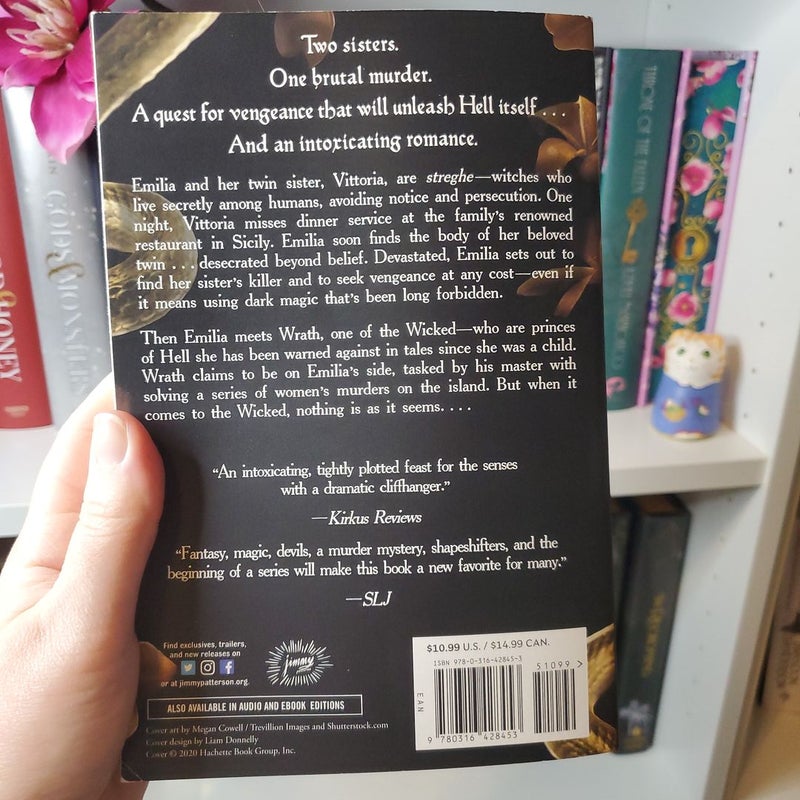 Two sisters.
One brutal murder.
A quest for vengeance that will unleash Hell itself . . .
And an intoxicating romance.
Emilia and her twin sister, Vittoria, are streghe—witches who
live secretly among humans, avoiding notice and persecution. One
night, Vittoria misses dinner service at the family's renowned
restaurant in Sicily. Emilia soon finds the body of her beloved
twin . . . desecrated beyond belief. Devastated, Emilia sets out to
find her sister's killer and to seek vengeance at any cost—even if
it means using dark magic that's been long forbidden.
Then Emilia meets Wrath, one of the Wicked—who are princes
of Hell she has been warned against in tales since she was a child.
Wrath claims to be on Emilia's side, tasked by his master with
solving a series of women's murders on the island. But when it
comes to the Wicked, nothing is as it seems. . . .
“An intoxicating, tightly plotted feast for the senses
with a dramatic cliffhanger.”
—Kirkus Reviews
“Fantasy, magic, devils, a murder mystery, shapeshifters, and the
beginning of a series will make this book a new favorite for many.”
—SLJ
Find exclusives, trailers,
and new releases on
or at jimmypatterson.org.
jimmy
ALSO AVAILABLE IN AUDIO AND EBOOK EDITIONS
Cover art by Megan Cowell / Trevillion Images and Shutterstock.com
Cover design by Liam Donnelly
Cover © 2020 Hachette Book Group, Inc.
$10.99 U.S. / $14.99 CAN.
ISBN 978-0-316-42845-3
51099 >
EAN
9 780316 428453
GODS & MONSTERS
HONEY
THRONE OF THE FALLEN